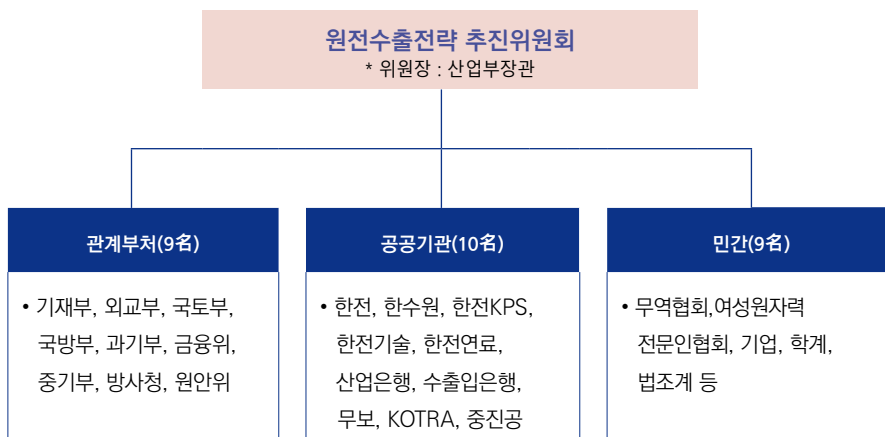 원전수출전략 추진위원회
* 위원장 : 산업부장관
관계부처(9名)
• 기재부, 외교부, 국토부,
국방부, 과기부, 금융위,
중기부, 방사청, 원안위
공공기관(10名)
• 한전, 한수원, 한전KPS,
한전기술, 한전연료,
산업은행, 수출입은행,
무보, KOTRA, 중진공
민간(9名)
• 무역협회,여성원자력
전문인협회, 기업, 학계,
법조계 등